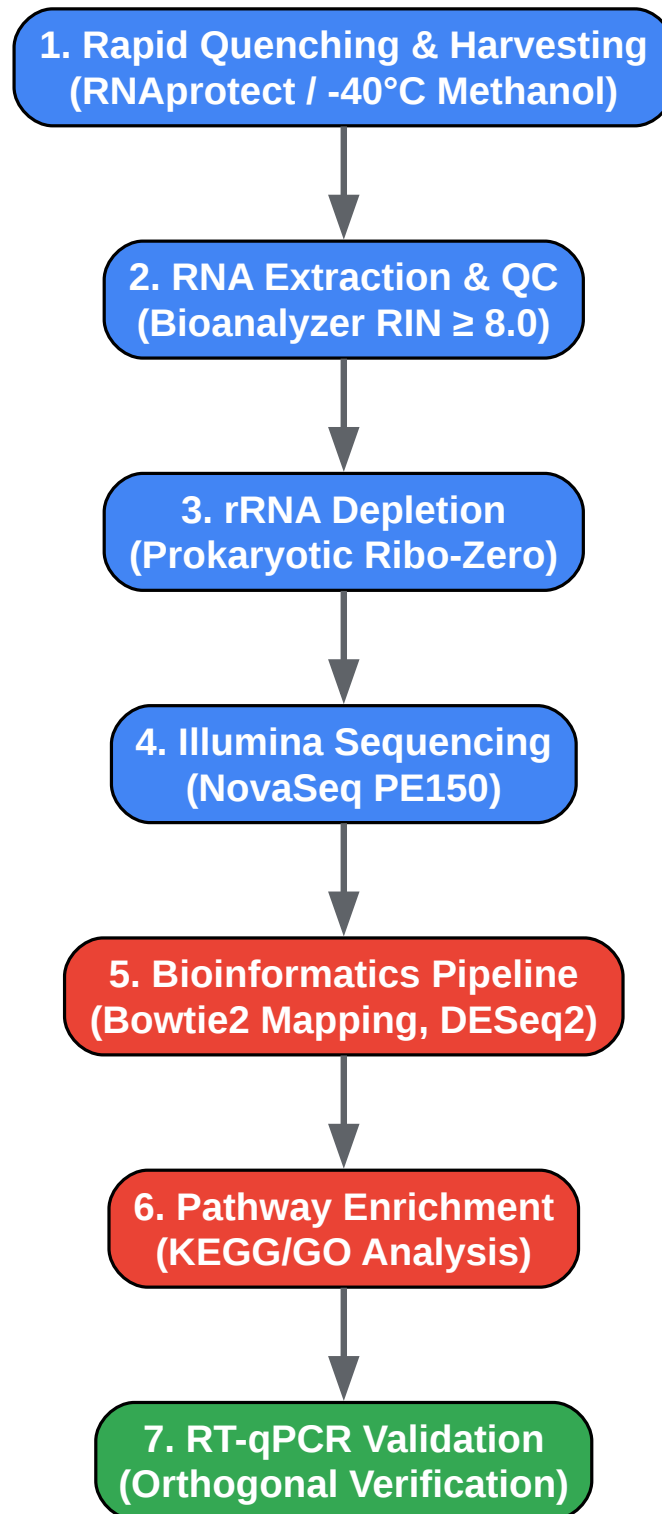 1. Rapid Quenching & Harvesting
(RNAprotect / -40°C Methanol)
2. RNA Extraction & QC
(Bioanalyzer RIN ≥ 8.0)
3. rRNA Depletion
(Prokaryotic Ribo-Zero)
4. Illumina Sequencing
(NovaSeq PE150)
5. Bioinformatics Pipeline
(Bowtie2 Mapping, DESeq2)
6. Pathway Enrichment
(KEGG/GO Analysis)
7. RT-qPCR Validation
(Orthogonal Verification)